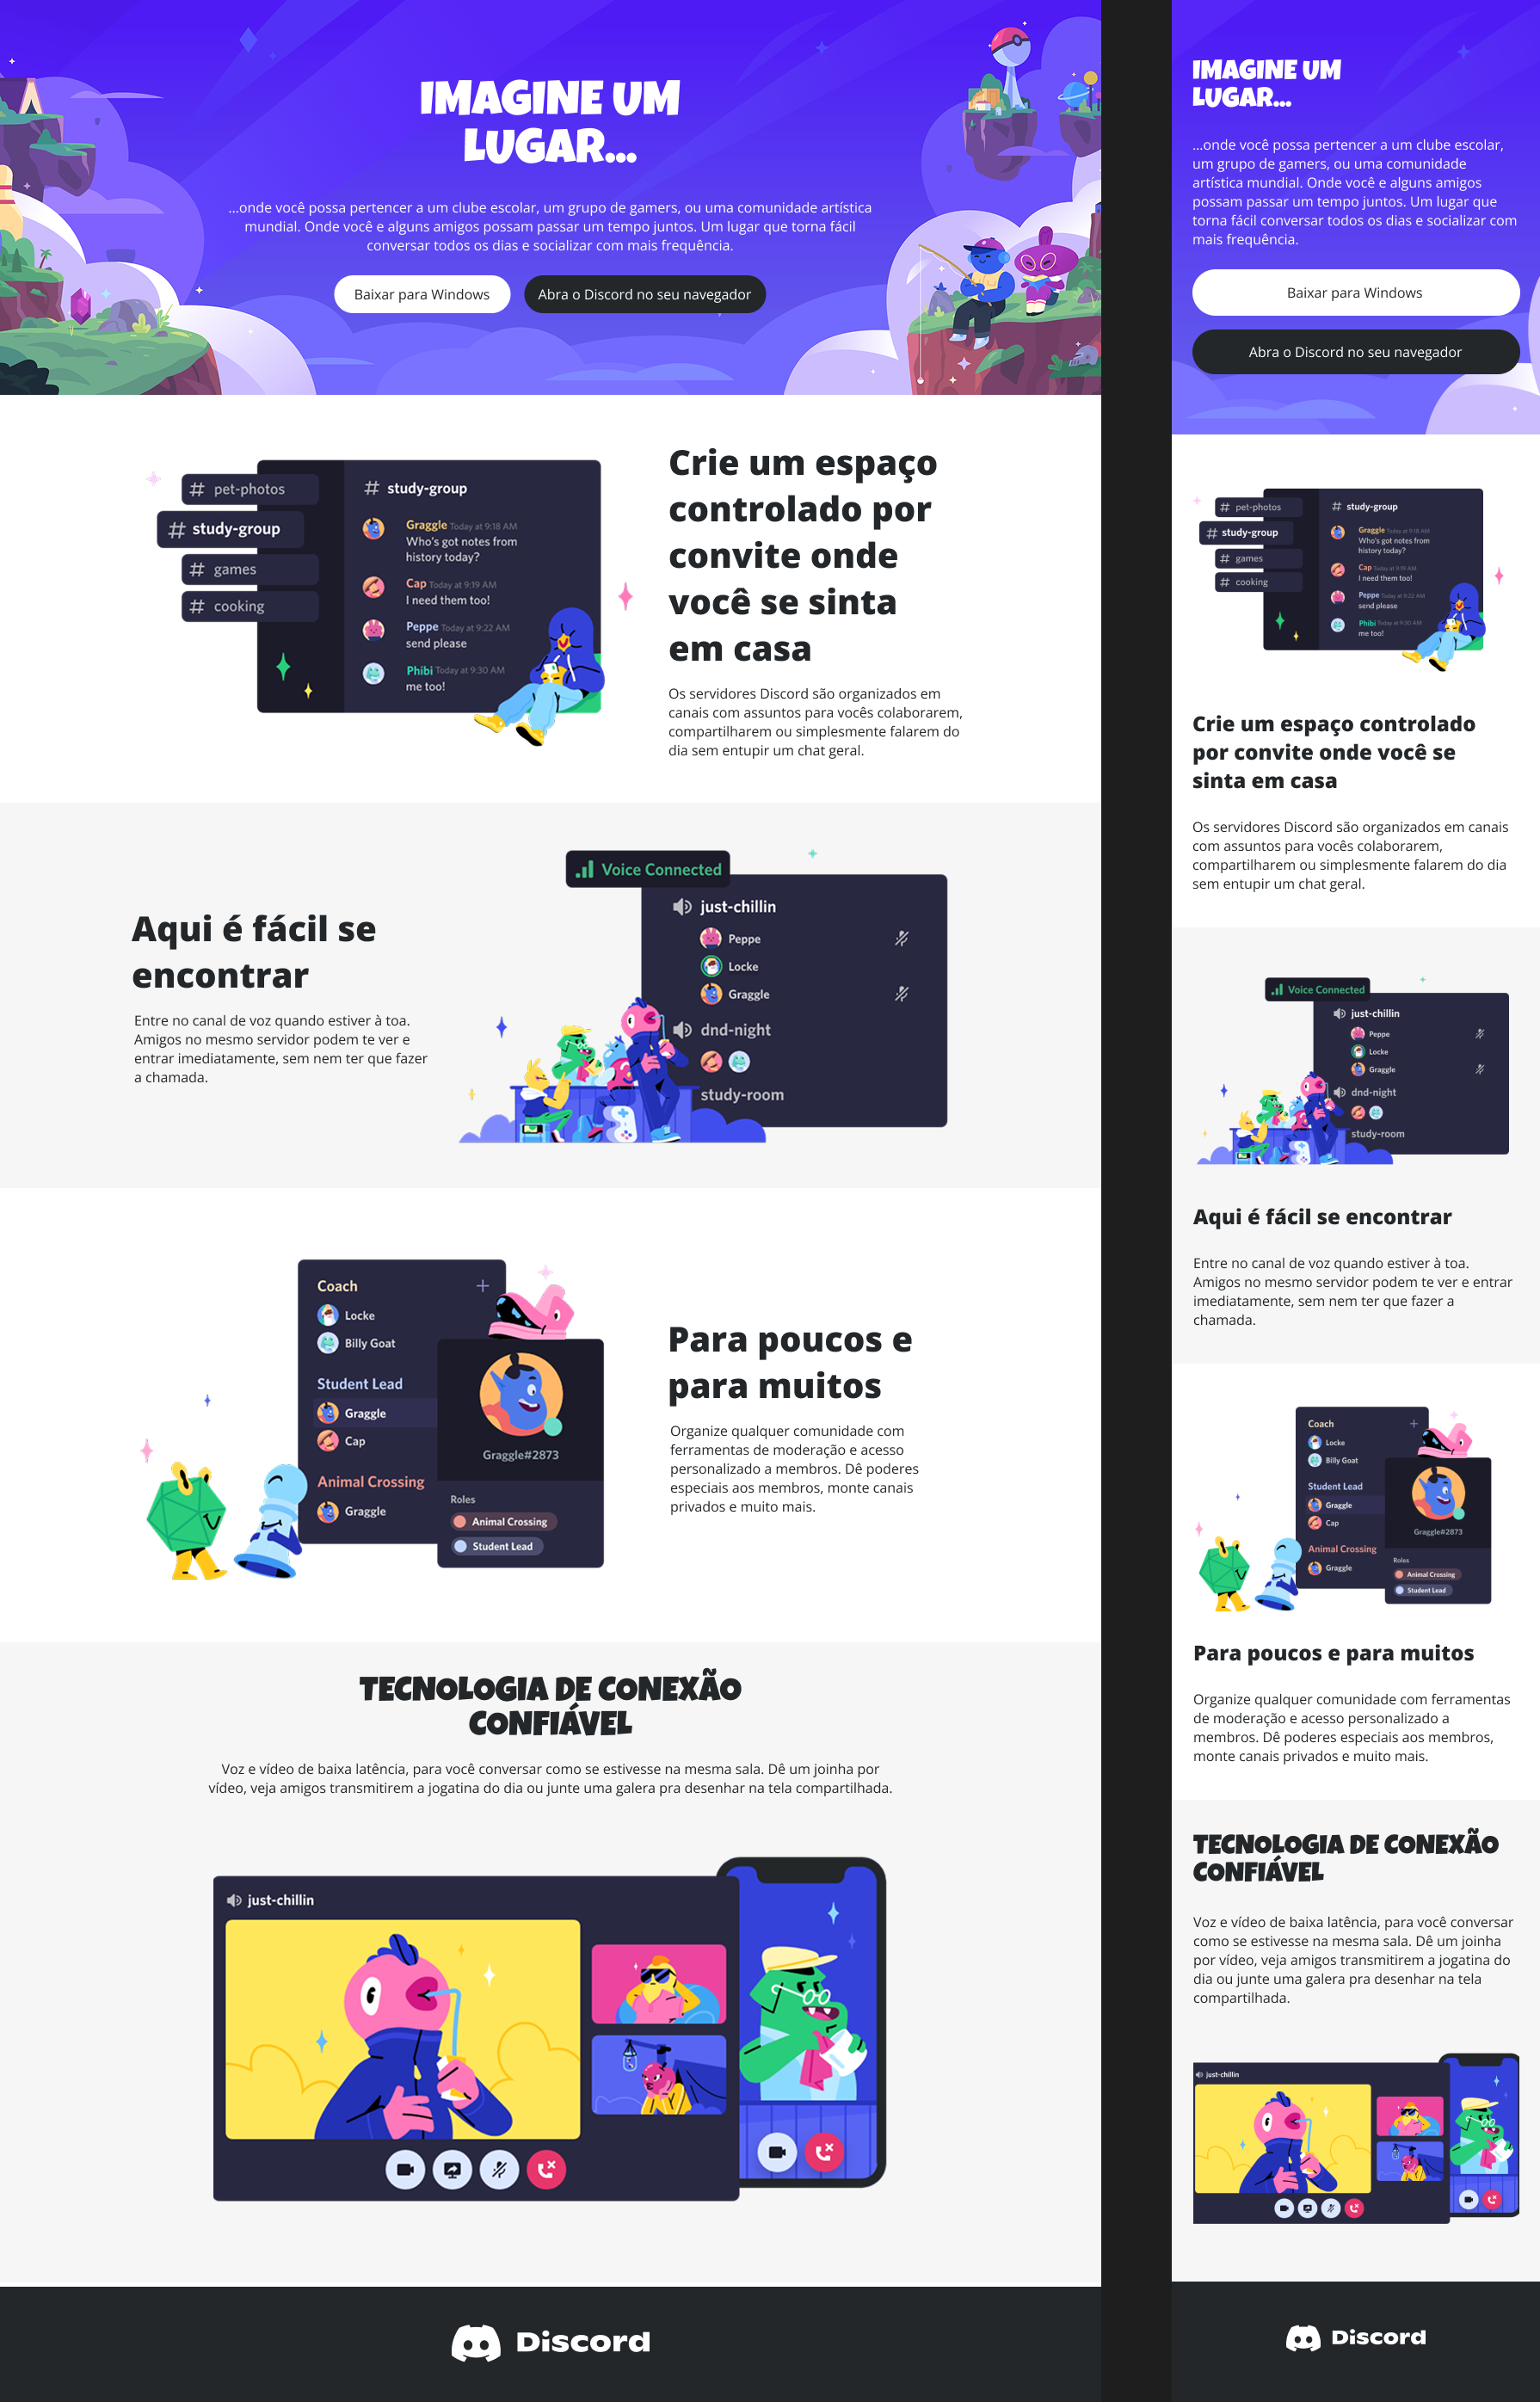 IMAGINE UM
LUGAR...
...onde você possa pertencer a um clube escolar, um grupo de gamers, ou uma comunidade artística
mundial. Onde você e alguns amigos possam passar um tempo juntos. Um lugar que torna fácil
conversar todos os dias e socializar com mais frequência.
Baixar para Windows
Abra o Discord no seu navegador
# pet-photos
# study-group
# games
# cooking
# study-group
Graggle Today at 9:18 AM
Who's got notes from
history today?
Cap Today at 9:19 AM
I need them too!
Peppe Today at 9:22 AM
send please
Phibi Today at 9:30 AM
me too!
Crie um espaço
controlado por
convite onde
você se sinta
em casa
Os servidores Discord são organizados em
canais com assuntos para vocês colaborarem,
compartilharem ou simplesmente falarem do
dia sem entupir um chat geral.
Aqui é fácil se
encontrar
Entre no canal de voz quando estiver à toa.
Amigos no mesmo servidor podem te ver e
entrar imediatamente, sem nem ter que fazer
a chamada.
Voice Connected
just-chillin
Peppe
Locke
Graggle
dnd-night
study-room
Coach
Locke
Billy Goat
Student Lead
Graggle
Cap
Animal Crossing
Graggle
Graggle#2873
Roles
Animal Crossing
Student Lead
Para poucos e
para muitos
Organize qualquer comunidade com
ferramentas de moderação e acesso
personalizado a membros. Dê poderes
especiais aos membros, monte canais
privados e muito mais.
TECNOLOGIA DE CONEXÃO
CONFIÁVEL
Voz e vídeo de baixa latência, para você conversar como se estivesse na mesma sala. Dê um joinha por
vídeo, veja amigos transmitirem a jogatina do dia ou junte uma galera pra desenhar na tela compartilhada.
just-chillin
Discord
IMAGINE UM
LUGAR...
...onde você possa pertencer a um clube escolar,
um grupo de gamers, ou uma comunidade
artística mundial. Onde você e alguns amigos
possam passar um tempo juntos. Um lugar que
torna fácil conversar todos os dias e socializar com
mais frequência.
Baixar para Windows
Abra o Discord no seu navegador
# pet-photos
# study-group
# games
# cooking
# study-group
Graggle Today at 9:18 AM
Who's got notes from
history today?
Cap Today at 9:19 AM
I need them too!
Peppe Today at 9:22 AM
send please
Phibi Today at 9:30 AM
me too!
Crie um espaço controlado
por convite onde você se
sinta em casa
Os servidores Discord são organizados em canais
com assuntos para vocês colaborarem,
compartilharem ou simplesmente falarem do dia
sem entupir um chat geral.
Voice Connected
just-chillin
Peppe
Locke
Graggle
dnd-night
study-room
Aqui é fácil se encontrar
Entre no canal de voz quando estiver à toa.
Amigos no mesmo servidor podem te ver e entrar
imediatamente, sem nem ter que fazer a
chamada.
Coach
Locke
Billy Goat
Student Lead
Graggle
Cap
Animal Crossing
Graggle
Graggle#2873
Roles
Animal Crossing
Student Lead
Para poucos e para muitos
Organize qualquer comunidade com ferramentas
de moderação e acesso personalizado a
membros. Dê poderes especiais aos membros,
monte canais privados e muito mais.
TECNOLOGIA DE CONEXÃO
CONFIÁVEL
Voz e vídeo de baixa latência, para você conversar
como se estivesse na mesma sala. Dê um joinha
por vídeo, veja amigos transmitirem a jogatina do
dia ou junte uma galera pra desenhar na tela
compartilhada.
just-chillin
Discord